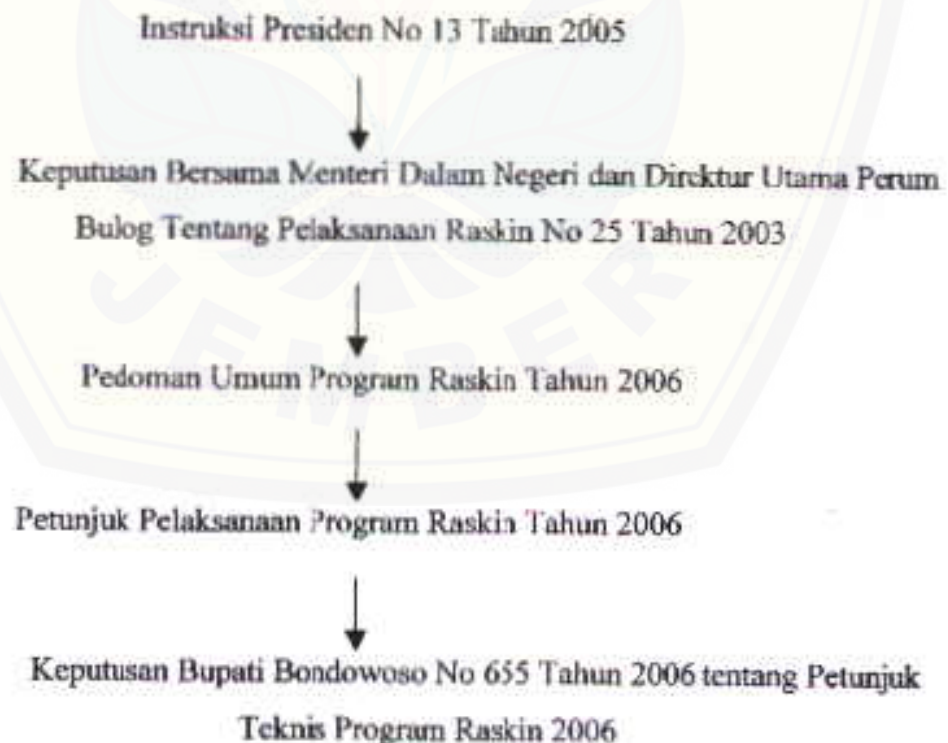 Instruksi Presiden No 13 Tahun 2005
Keputusan Bersama Menteri Dalam Negeri dan Direktur Utama Perum
Bulog Tentang Pelaksanaan Raskin No 25 Tahun 2003
JEMBER
Pedoman Umum Program Raskin Tahun 2006
Petunjuk Pelaksanaan Program Raskin Tahun 2006
Keputusan Bupati Bondowoso No 655 Tahun 2006 tentang Petunjuk
Teknis Program Raskin 2006